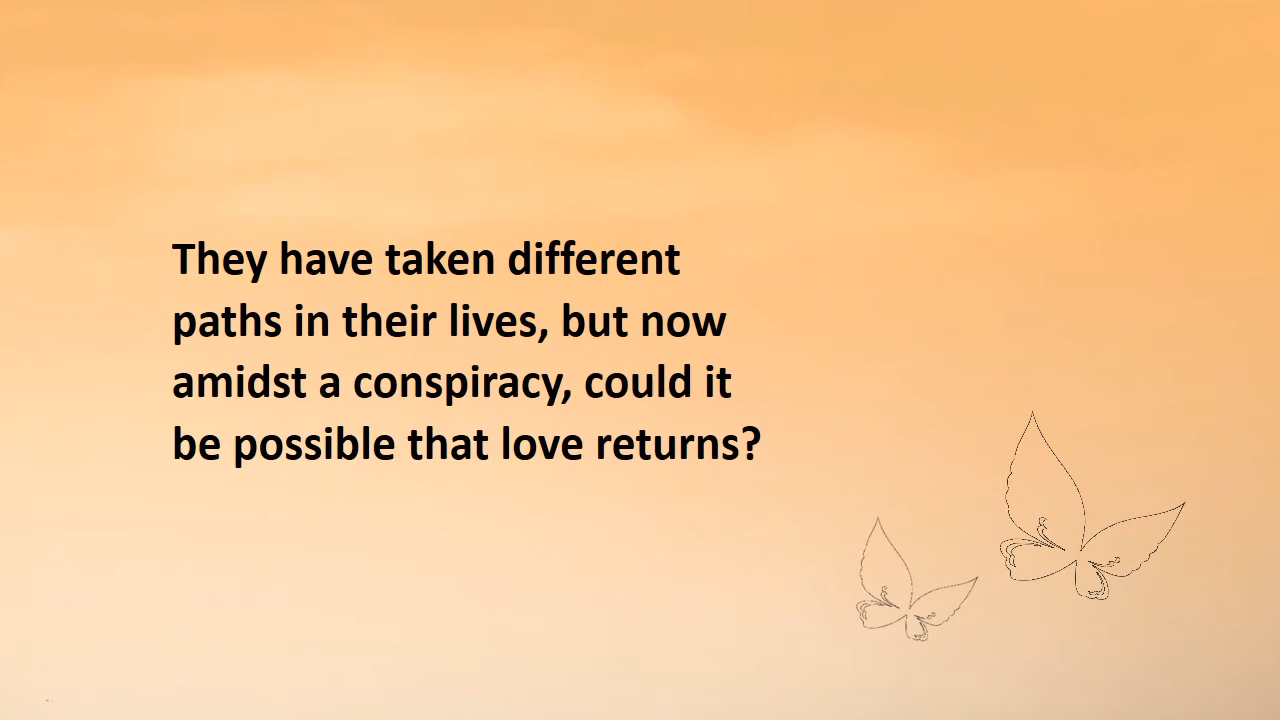 They have taken different
paths in their lives, but now
amidst a conspiracy, could it
be possible that love returns?